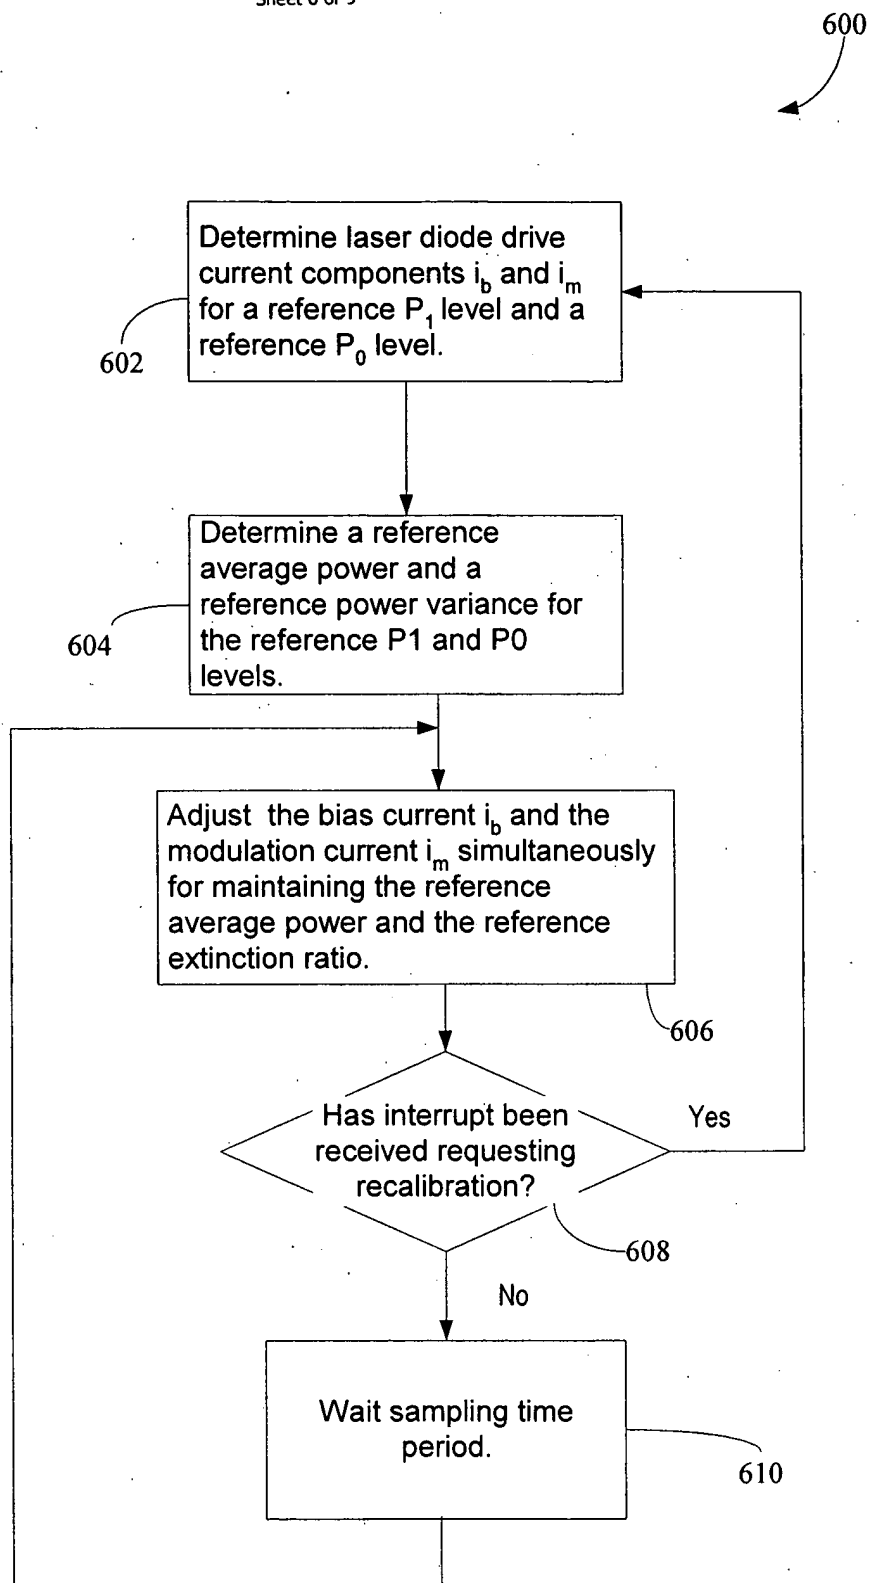 600
Determine laser diode drive
current components i_b and i_m
for a reference P_1 level and a
reference P_0 level.
602
Determine a reference
average power and a
reference power variance for
the reference P1 and P0
levels.
604
Adjust the bias current i_b and the
modulation current i_m simultaneously
for maintaining the reference
average power and the reference
extinction ratio.
606
Has interrupt been
received requesting
recalibration?
Yes
608
No
Wait sampling time
period.
610